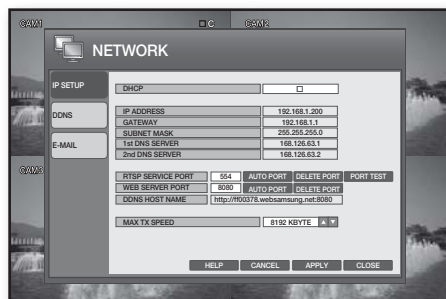 CAM1
C
CAM2
NETWORK
IP SETUP
DDNS
E-MAIL
DHCP
IP ADDRESS 192.168.1.200
GATEWAY 192.168.1.1
SUBNET MASK 255.255.255.0
1st DNS SERVER 168.126.63.1
2nd DNS SERVER 168.126.63.2
CAM3
RTSP SERVICE PORT 554 AUTO PORT DELETE PORT PORT TEST
WEB SERVER PORT 8080 AUTO PORT DELETE PORT
DDNS HOST NAME http://ff00378.websamsung.net:8080
MAX TX SPEED 8192 KBYTE
HELP CANCEL APPLY CLOSE